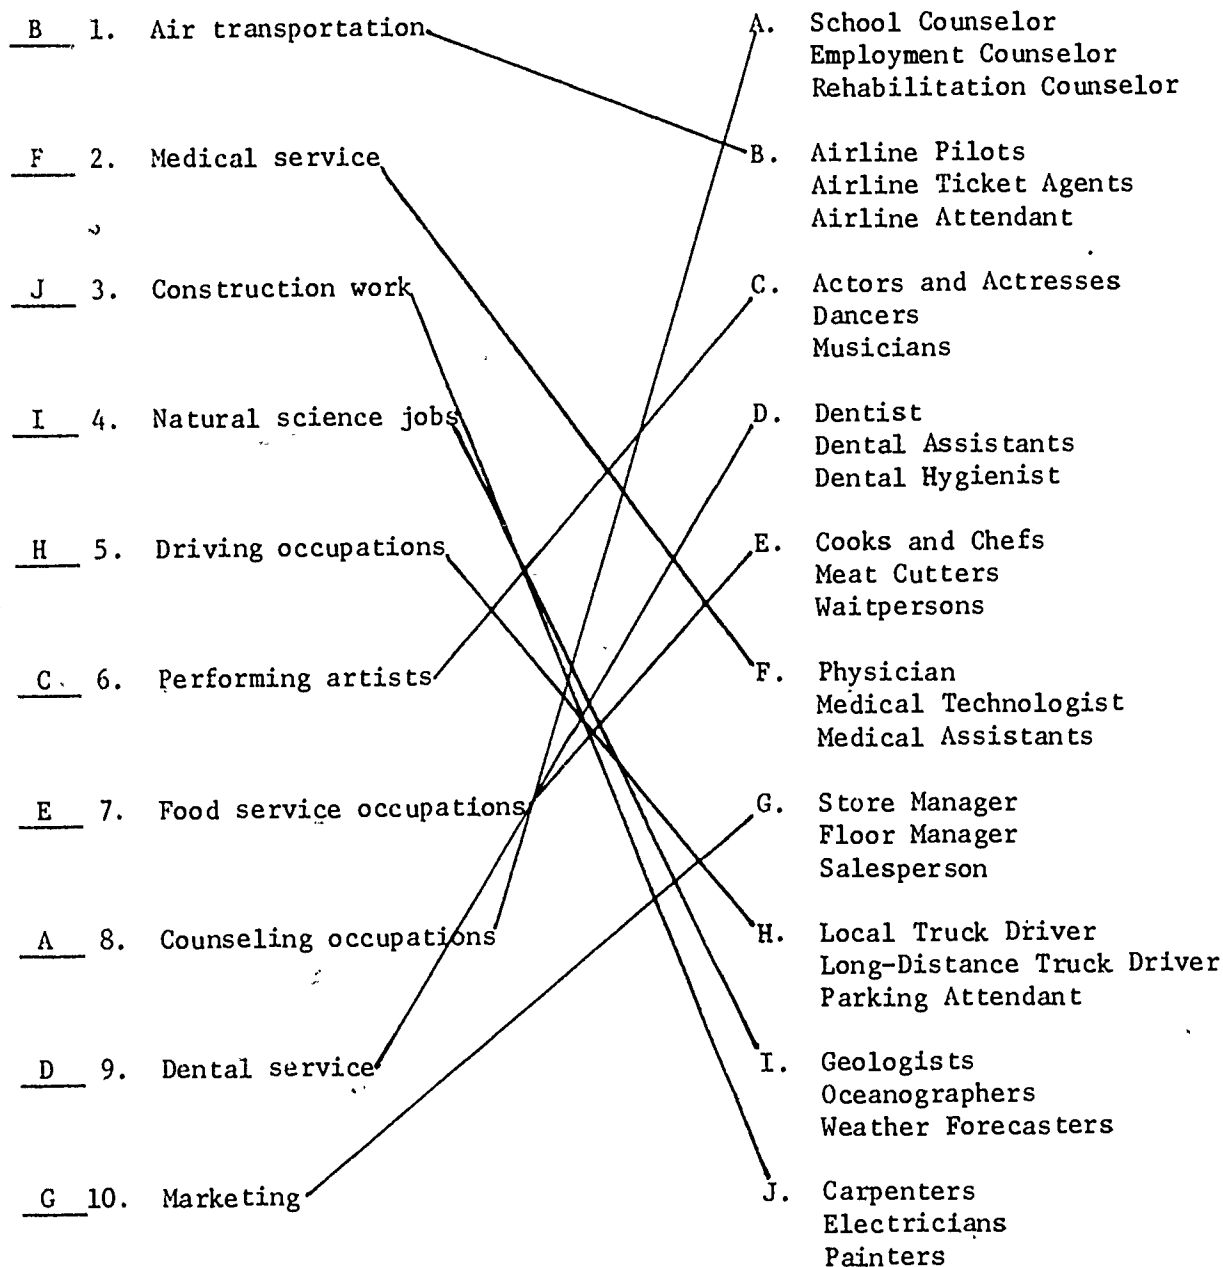 B 1. Air transportation
F 2. Medical service
J 3. Construction work
I 4. Natural science jobs
H 5. Driving occupations
C 6. Performing artists
E 7. Food service occupations
A 8. Counseling occupations
D 9. Dental service
G 10. Marketing
A. School Counselor
Employment Counselor
Rehabilitation Counselor
B. Airline Pilots
Airline Ticket Agents
Airline Attendant
C. Actors and Actresses
Dancers
Musicians
D. Dentist
Dental Assistants
Dental Hygienist
E. Cooks and Chefs
Meat Cutters
Waitpersons
F. Physician
Medical Technologist
Medical Assistants
G. Store Manager
Floor Manager
Salesperson
H. Local Truck Driver
Long-Distance Truck Driver
Parking Attendant
I. Geologists
Oceanographers
Weather Forecasters
J. Carpenters
Electricians
Painters